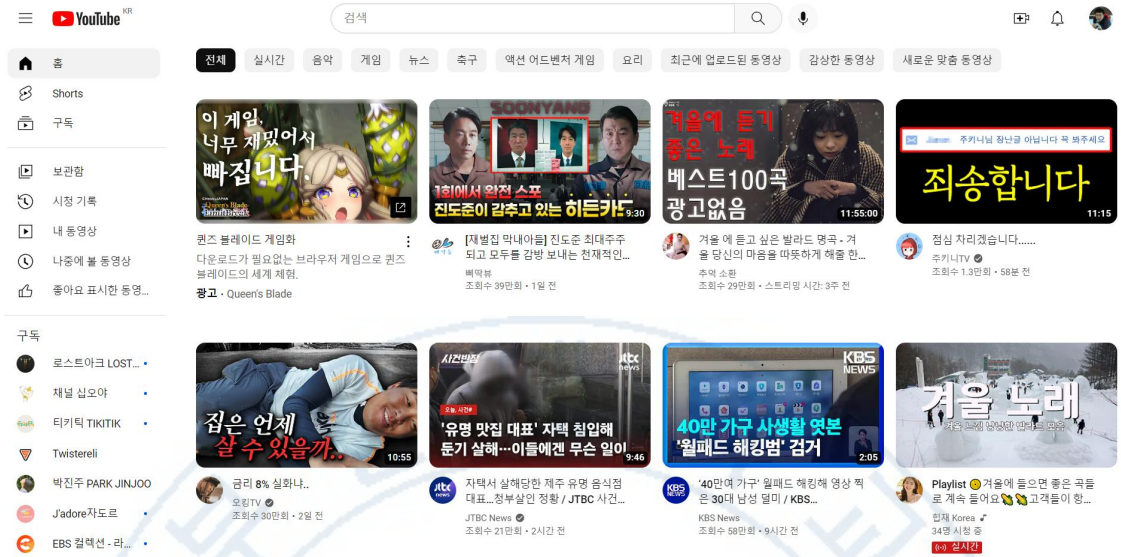 YouTube KR
검색
홈
Shorts
구독
보관함
시청 기록
내 동영상
나중에 볼 동영상
좋아요 표시한 동영...
구독
로스트아크 LOST...
채널 십오야
티키틱 TIKITIK
Twistereli
박진주 PARK JINJOO
J'adore자도르
EBS 컬렉션 - 라...
전체
실시간
음악
게임
뉴스
축구
액션 어드벤처 게임
요리
최근에 업로드된 동영상
감상한 동영상
새로운 맞춤 동영상
이 게임,
너무 재밌어서
빠집니다.
퀸즈 블레이드 게임화
다운로드가 필요없는 브라우저 게임으로 퀸즈
블레이드의 세계 체험.
광고 · Queen's Blade
SOONYANG
1회에서 완전 스포
진도준이 감추고 있는 히든카드
9:30
[재벌집 막내아들] 진도준 최대주주
되고 모두를 감방 보내는 천재적인...
삐딱뷰
조회수 39만회 • 1일 전
겨울에 듣기
좋은 노래
베스트100곡
광고없음
11:55:00
겨울 에 듣고 싶은 발라드 명곡 - 겨
울 당신의 마음을 따뜻하게 해줄 한...
추억 소환
조회수 29만회 • 스트리밍 시간: 3주 전
주키니님 장난글 아닙니다 꼭 봐주세요
죄송합니다
11:15
점심 차리겠습니다......
주키니TV
조회수 1.3만회 • 58분 전
집은 언제
살 수 있을까..
10:55
금리 8% 실화냐..
오킹TV
조회수 30만회 • 2일 전
사건반장
jtbc news
오늘, 사건#
'유명 맛집 대표' 자택 침입해
둔기 살해…이들에겐 무슨 일이
9:46
jtbc news
자택서 살해당한 제주 유명 음식점
대표...청부살인 정황 / JTBC 사건...
JTBC News
조회수 21만회 • 2시간 전
KBS NEWS
40만 가구 사생활 엿본
'월패드 해킹범' 검거
2:05
KBS NEWS
'40만여 가구' 월패드 해킹해 영상 찍
은 30대 남성 덜미 / KBS...
KBS News
조회수 58만회 • 9시간 전
겨울 노래
Playlist 겨울에 들으면 좋은 곡들
로 계속 들어요 고객들이 항...
힙재 Korea
34명 시청 중
실시간